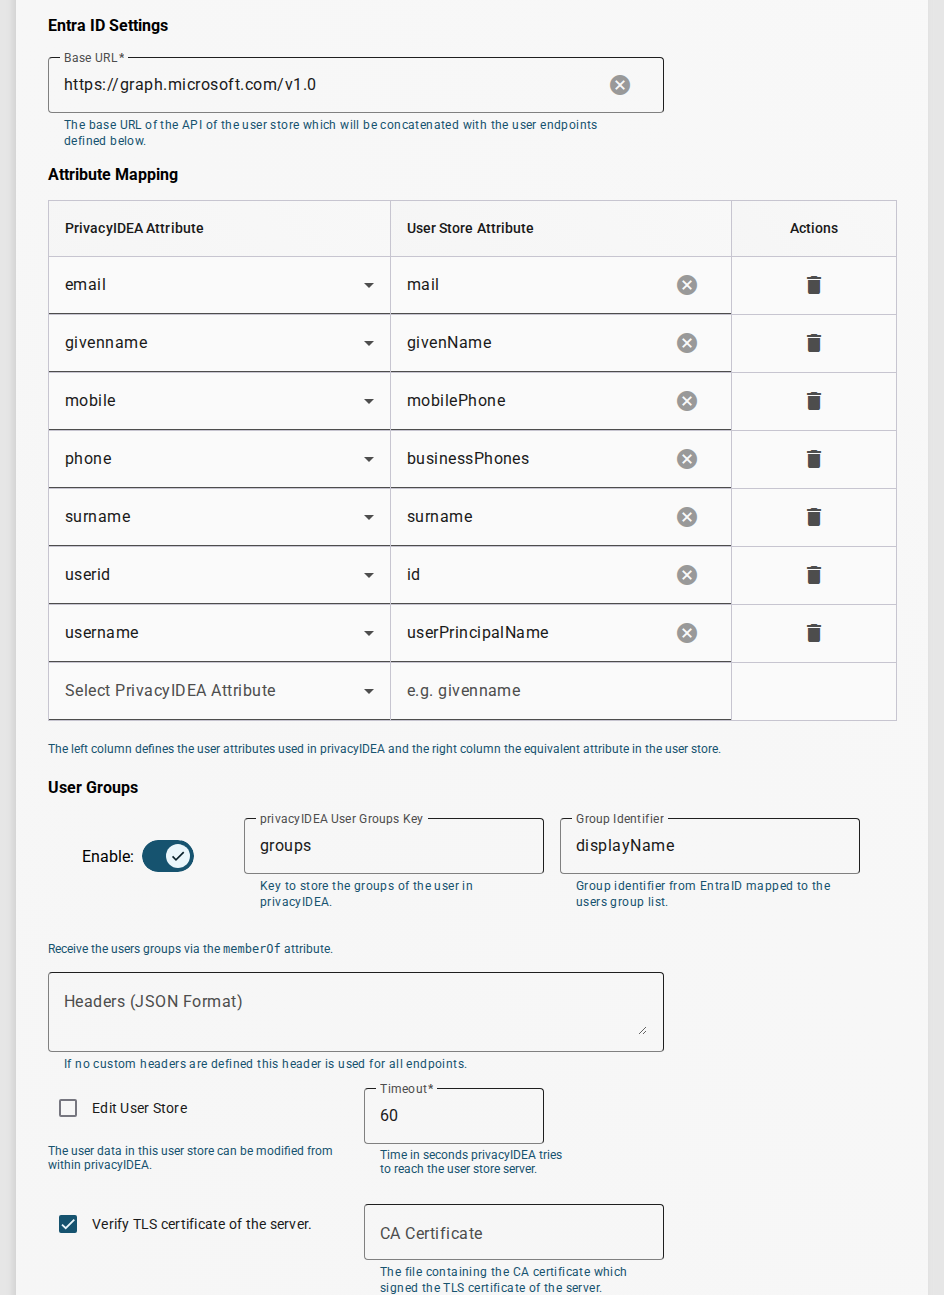 Entra ID Settings
Base URL*
https://graph.microsoft.com/v1.0
The base URL of the API of the user store which will be concatenated with the user endpoints
defined below.
Attribute Mapping
PrivacyIDEA Attribute User Store Attribute Actions
email mail
givenname givenName
mobile mobilePhone
phone businessPhones
surname surname
userid id
username userPrincipalName
Select PrivacyIDEA Attribute e.g. givenname
The left column defines the user attributes used in privacyIDEA and the right column the equivalent attribute in the user store.
User Groups
Enable:
privacyIDEA User Groups Key
groups
Key to store the groups of the user in
privacyIDEA.
Group Identifier
displayName
Group identifier from EntraID mapped to the
users group list.
Receive the users groups via the memberOf attribute.
Headers (JSON Format)
If no custom headers are defined this header is used for all endpoints.
Edit User Store
The user data in this user store can be modified from
within privacyIDEA.
Timeout*
60
Time in seconds privacyIDEA tries
to reach the user store server.
Verify TLS certificate of the server.
CA Certificate
The file containing the CA certificate which
signed the TLS certificate of the server.